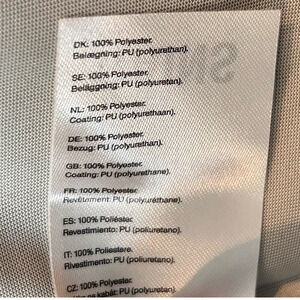 DK: 100% Polyester.
Belægning: PU (polyurethan).
SE: 100% Polyester.
Beläggning: PU (polyuretan).
NL: 100% Polyester.
Coating: PU (polyurethaan).
DE: 100% Polyester.
Bezug: PU (polyurethan).
GB: 100% Polyester.
Coating: PU (polyurethane).
FR: 100% Polyester.
Revêtement: PU (polyuréthane).
ES: 100% Poliéster.
Revestimiento: PU (poliuretano).
IT: 100% Poliestere.
Rivestimento: PU (poliuretano).
CZ: 100% Polyester.
PU (polyuretan).